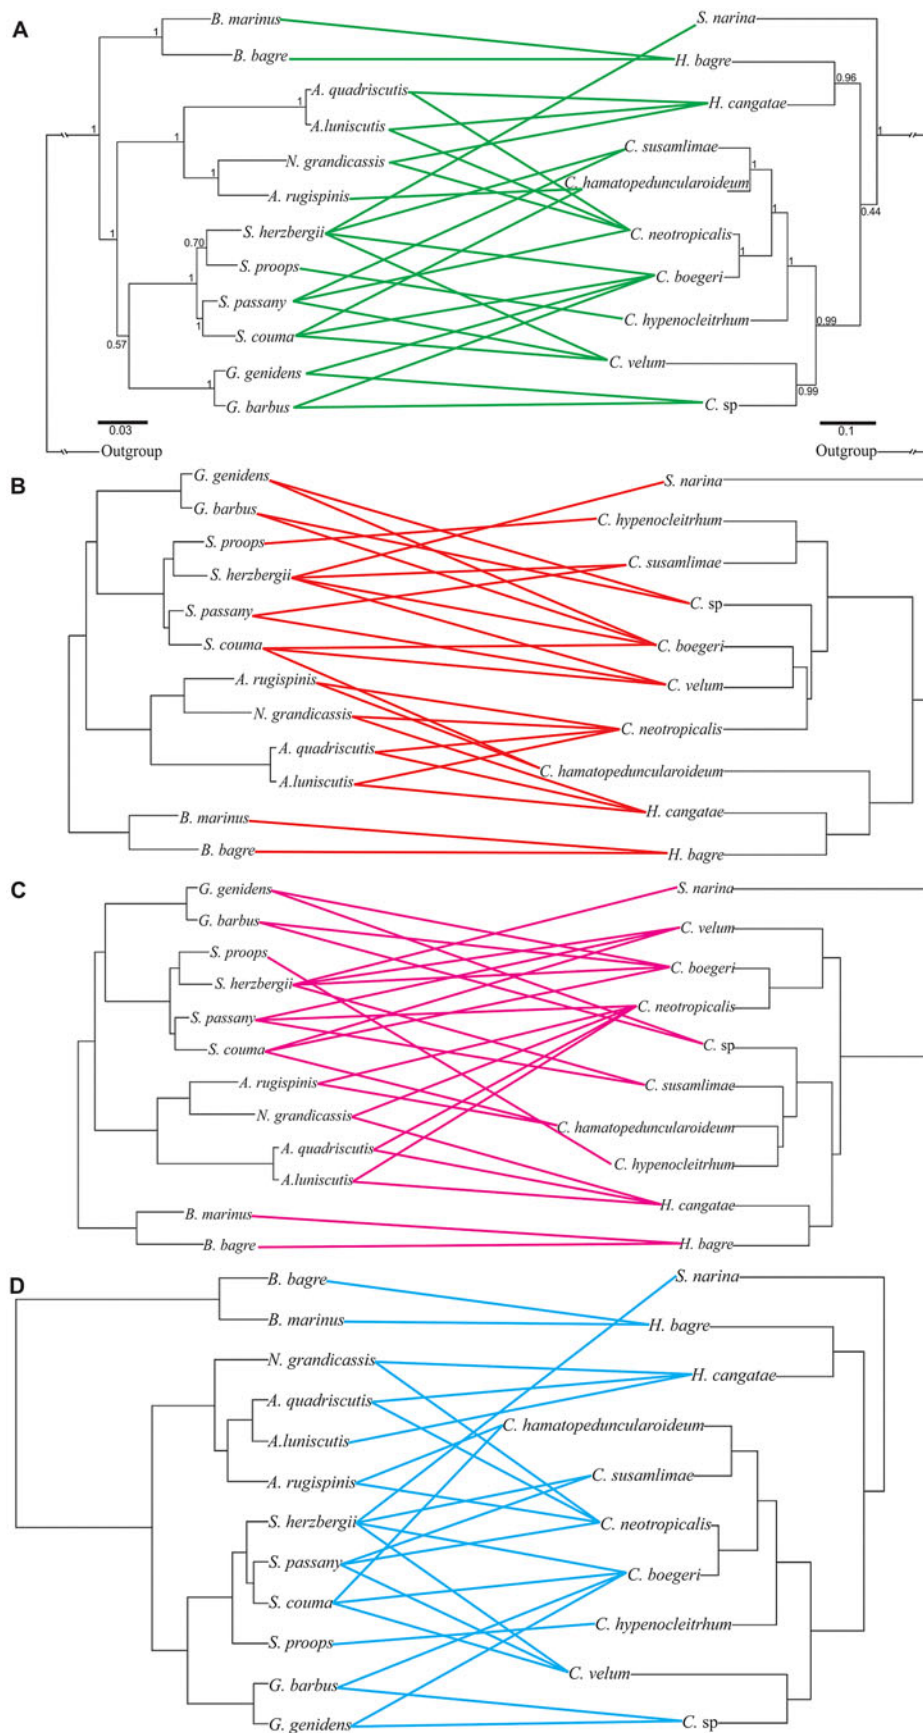 A
B. marinus
S. narina
1
B. bagre
H. bagre
0.96
A. quadriscutis
H. cangatae
A.luniscutis
1
1
1
1
C. susamlimae
N. grandicassis
1
1
C. hamatopeduncularoideum
A. rugispinis
1
0.44
S. herzbergii
C. neotropicalis
1
0.70
1
1
S. proops
C. boegeri
1
S. passany
C. hypenocleitrhum
1
0.99
S. couma
0.57
C. velum
G. genidens
1
0.99
G. barbus
C. sp
0.03
0.1
Outgroup
Outgroup
B
G. genidens
S. narina
G. barbus
C. hypenocleitrhum
S. proops
C. susamlimae
S. herzbergii
C. sp
S. passany
C. boegeri
S. couma
C. velum
A. rugispinis
N. grandicassis
C. neotropicalis
A. quadriscutis
C. hamatopeduncularoideum
A.luniscutis
H. cangatae
B. marinus
B. bagre
H. bagre
C
G. genidens
S. narina
G. barbus
C. velum
S. proops
C. boegeri
S. herzbergii
C. neotropicalis
S. passany
C. sp
S. couma
A. rugispinis
C. susamlimae
N. grandicassis
C. hamatopeduncularoideum
A. quadriscutis
C. hypenocleitrhum
A.luniscutis
H. cangatae
B. marinus
B. bagre
H. bagre
D
B. bagre
S. narina
B. marinus
H. bagre
N. grandicassis
H. cangatae
A. quadriscutis
C. hamatopeduncularoideum
A.luniscutis
C. susamlimae
A. rugispinis
S. herzbergii
C. neotropicalis
S. passany
C. boegeri
S. couma
C. hypenocleitrhum
S. proops
C. velum
G. barbus
C. sp
G. genidens